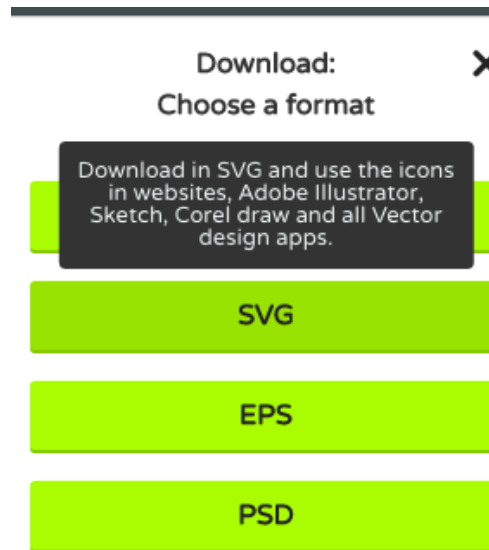 Download:
Choose a format
Download in SVG and use the icons
in websites, Adobe Illustrator,
Sketch, Corel draw and all Vector
design apps.
SVG
EPS
PSD